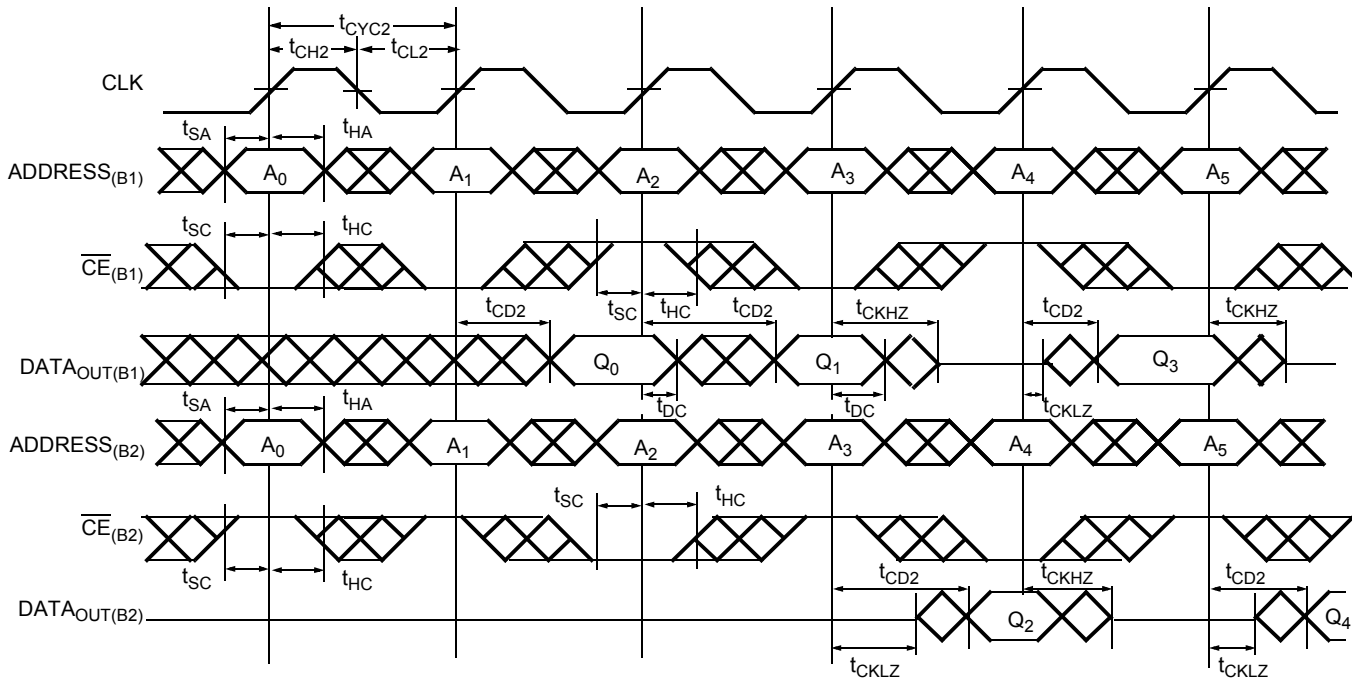 tCYC2
tCH2 tCL2
CLK
tSA tHA
ADDRESS(B1) A0 A1 A2 A3 A4 A5
tSC tHC
CE(B1)
tSC tHC
tCD2 tCD2 tCKHZ tCD2 tCKHZ
DATAOUT(B1) Q0 Q1 Q3
tDC tDC tCKLZ
tSA tHA
ADDRESS(B2) A0 A1 A2 A3 A4 A5
tSC tHC
CE(B2)
tSC tHC
tCD2 tCKHZ tCD2
DATAOUT(B2) Q2 Q4
tCKLZ tCKLZ